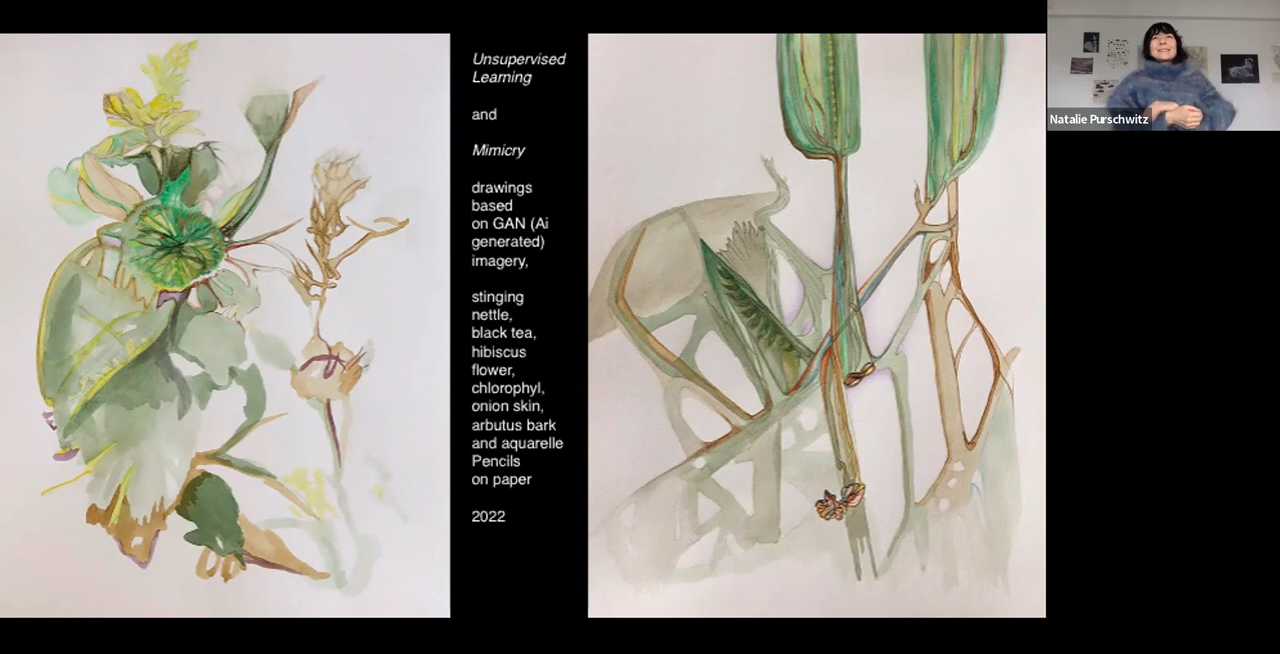 Unsupervised
Learning
and
Mimicry
drawings
based
on GAN (Ai
generated)
imagery,
stinging
nettle,
black tea,
hibiscus
flower,
chlorophyl,
onion skin,
arbutus bark
and aquarelle
Pencils
on paper
2022
Natalie Purschwitz